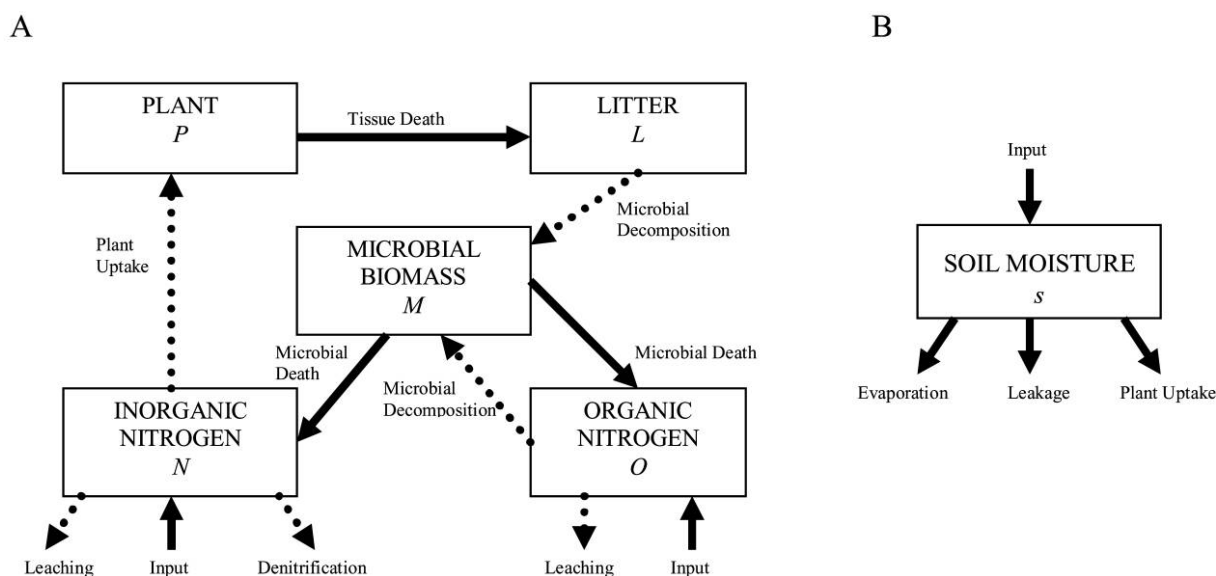 A
B
PLANT
P
Tissue Death
LITTER
L
Input
Plant
Uptake
Microbial
Decomposition
MICROBIAL
BIOMASS
M
SOIL MOISTURE
s
Microbial
Death
Microbial
Decomposition
Microbial Death
Evaporation
Leakage
Plant Uptake
INORGANIC
NITROGEN
N
ORGANIC
NITROGEN
O
Leaching
Input
Denitrification
Leaching
Input